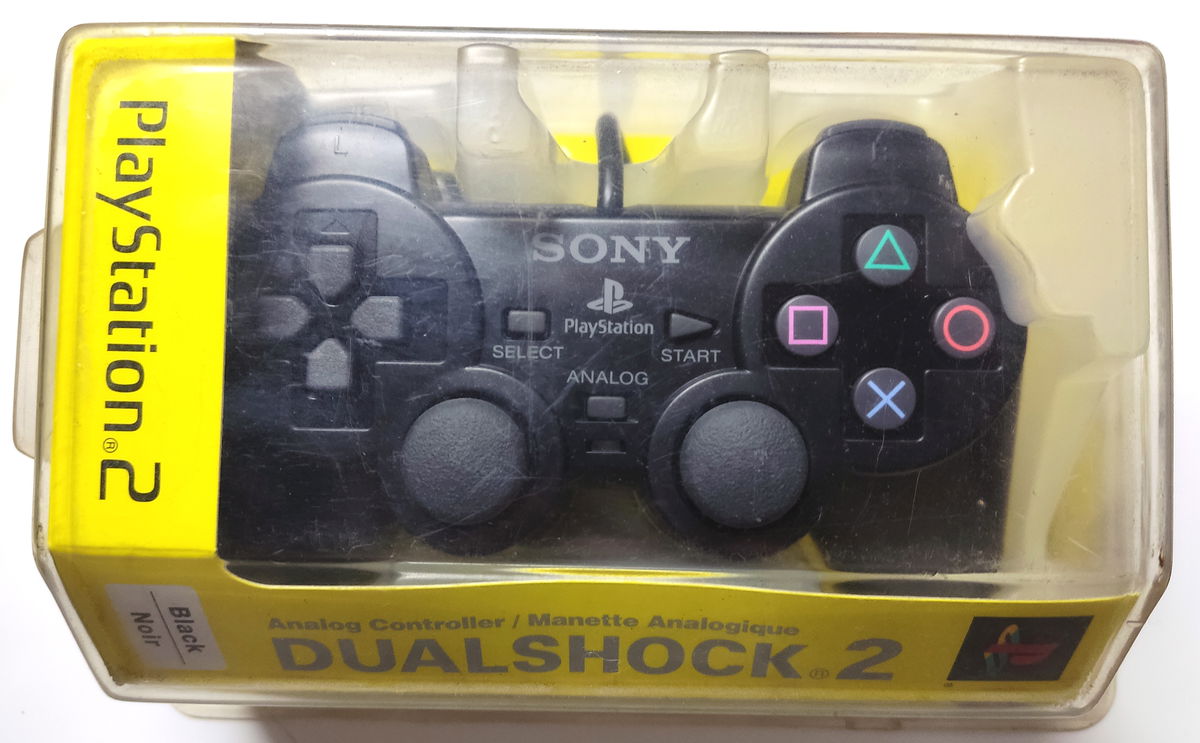 PlayStation®2
L
SONY
PlayStation
SELECT
START
ANALOG
Black
Noir
Analog Controller / Manette Analogique
DUALSHOCK®2